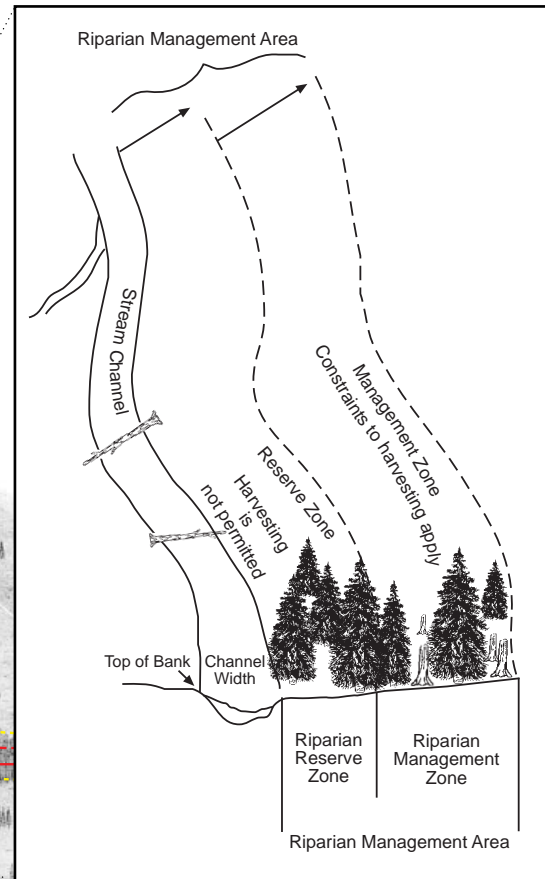 Riparian Management Area
Stream Channel
Management Zone
Constraints to harvesting apply
Reserve Zone
Harvesting
is
not permitted
Top of Bank
Channel
Width
Riparian
Reserve
Zone
Riparian
Management
Zone
Riparian Management Area